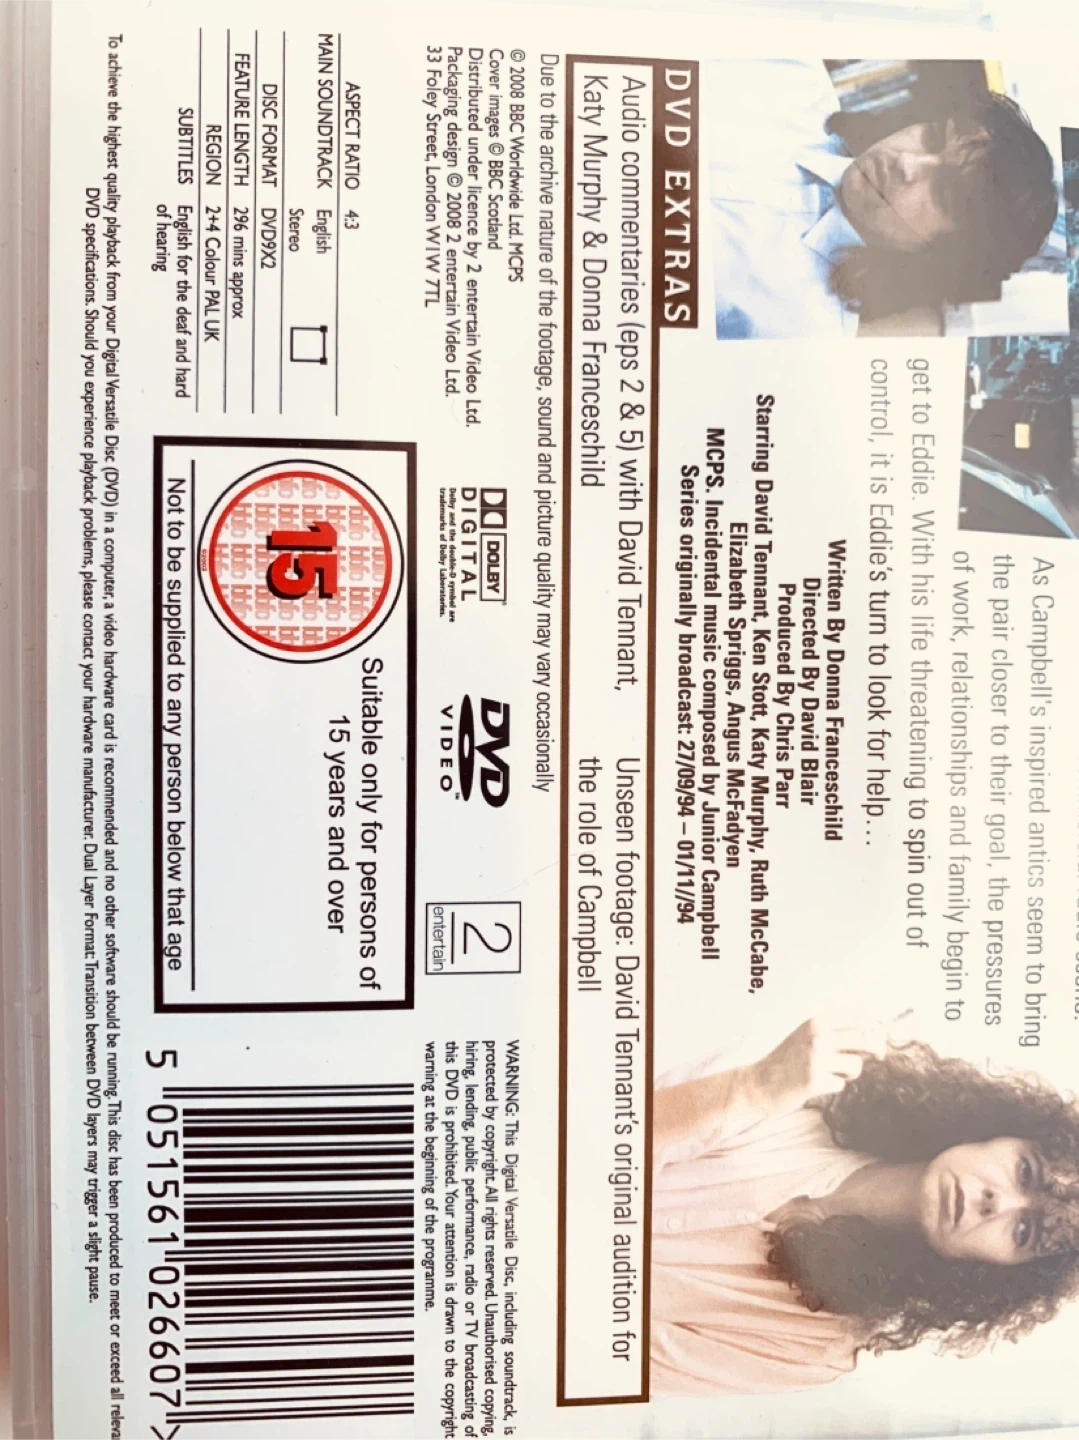 As Campbell's inspired antics seem to bring
the pair closer to their goal, the pressures
of work, relationships and family begin to
get to Eddie. With his life threatening to spin out of
control, it is Eddie's turn to look for help…
Written By Donna Franceschild
Directed By David Blair
Produced By Chris Parr
Starring David Tennant, Ken Stott, Katy Murphy, Ruth McCabe,
Elizabeth Spriggs, Angus McFadyen
MCPS. Incidental music composed by Junior Campbell
Series originally broadcast: 27/09/94 – 01/11/94
DVD EXTRAS
Audio commentaries (eps 2 & 5) with David Tennant,
Katy Murphy & Donna Franceschild
Unseen footage: David Tennant's original audition for
the role of Campbell
Due to the archive nature of the footage, sound and picture quality may vary occasionally
© 2008 BBC Worldwide Ltd. MCPS
Cover images © BBC Scotland
Distributed under licence by 2 entertain Video Ltd.
Packaging design © 2008 2 entertain Video Ltd.
33 Foley Street, London W1W 7TL
DOLBY
DIGITAL
Dolby and the double-D symbol are
trademarks of Dolby Laboratories.
DVD
VIDEO™
2
entertain
WARNING: This Digital Versatile Disc, including soundtrack, is
protected by copyright. All rights reserved. Unauthorised copying,
hiring, lending, public performance, radio or TV broadcasting of
this DVD is prohibited. Your attention is drawn to the copyright
warning at the beginning of the programme.
ASPECT RATIO 4:3
MAIN SOUNDTRACK English
Stereo
DISC FORMAT DVD9X2
FEATURE LENGTH 296 mins approx
REGION 2+4 Colour PAL UK
SUBTITLES English for the deaf and hard
of hearing
15
Suitable only for persons of
15 years and over
Not to be supplied to any person below that age
5 051561 026607 >
To achieve the highest quality playback from your Digital Versatile Disc (DVD) in a computer, a video hardware card is recommended and no other software should be running. This disc has been produced to meet or exceed all releva
DVD specifications. Should you experience playback problems, please contact your hardware manufacturer. Dual Layer Format: Transition between DVD layers may trigger a slight pause.